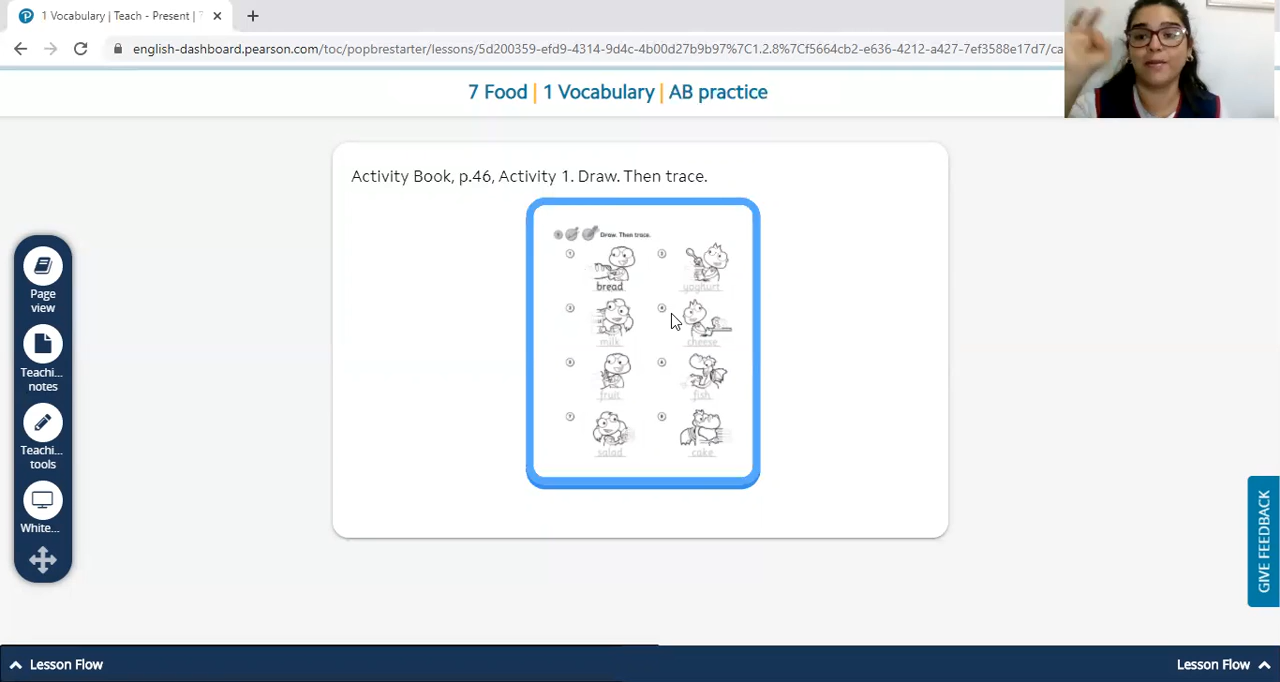 1 Vocabulary | Teach - Present |
english-dashboard.pearson.com/toc/popbrestarter/lessons/5d200359-efd9-4314-9d4c-4b00d27b9b97%7C1.2.8%7Cf5664cb2-e636-4212-a427-7ef3588e17d7/ca
7 Food | 1 Vocabulary | AB practice
Activity Book, p.46, Activity 1. Draw. Then trace.
Draw. Then trace.
bread
yoghurt
milk
cheese
fruit
fish
salad
cake
Page
view
Teachi...
notes
Teachi...
tools
White...
GIVE FEEDBACK
Lesson Flow
Lesson Flow